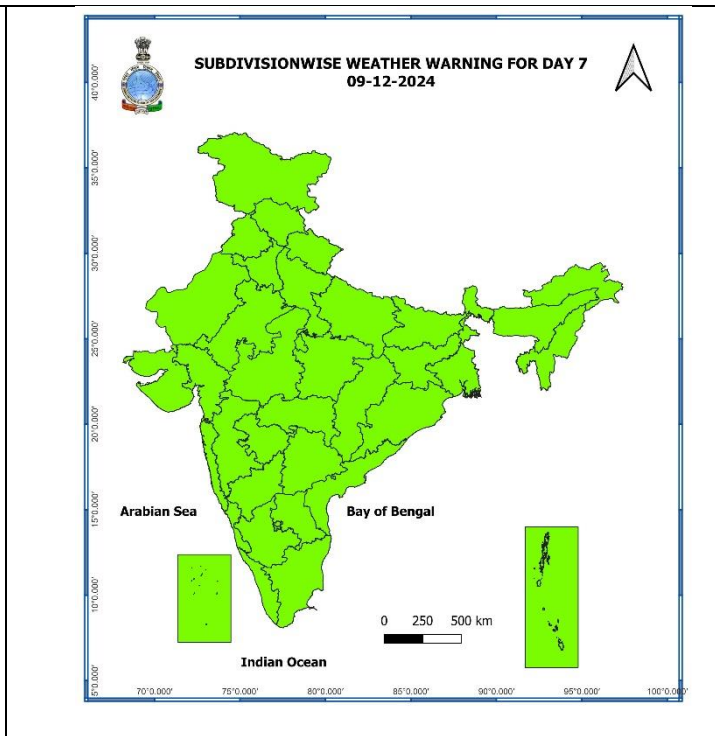 SUBDIVISIONWISE WEATHER WARNING FOR DAY 7
09-12-2024
40°0.000'
35°0.000'
30°0.000'
25°0.000'
20°0.000'
15°0.000'
10°0.000'
5°0.000'
Arabian Sea
Bay of Bengal
0 250 500 km
Indian Ocean
70°0.000' 75°0.000' 80°0.000' 85°0.000' 90°0.000' 95°0.000' 100°0.000'